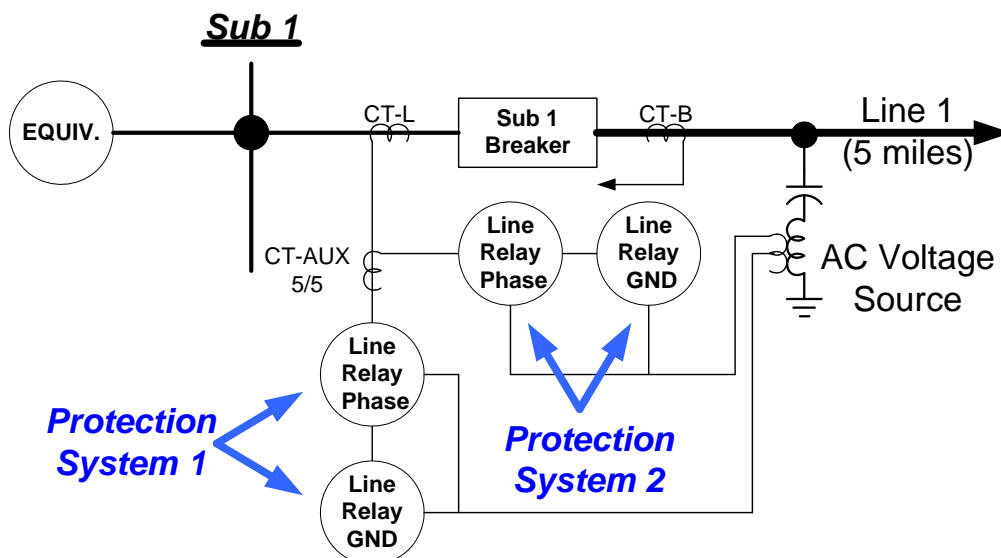 Sub 1
EQUIV.
CT-L
Sub 1
Breaker
CT-B
Line 1
(5 miles)
CT-AUX
5/5
Line
Relay
Phase
Line
Relay
GND
AC Voltage
Source
Line
Relay
Phase
Protection
System 1
Protection
System 2
Line
Relay
GND